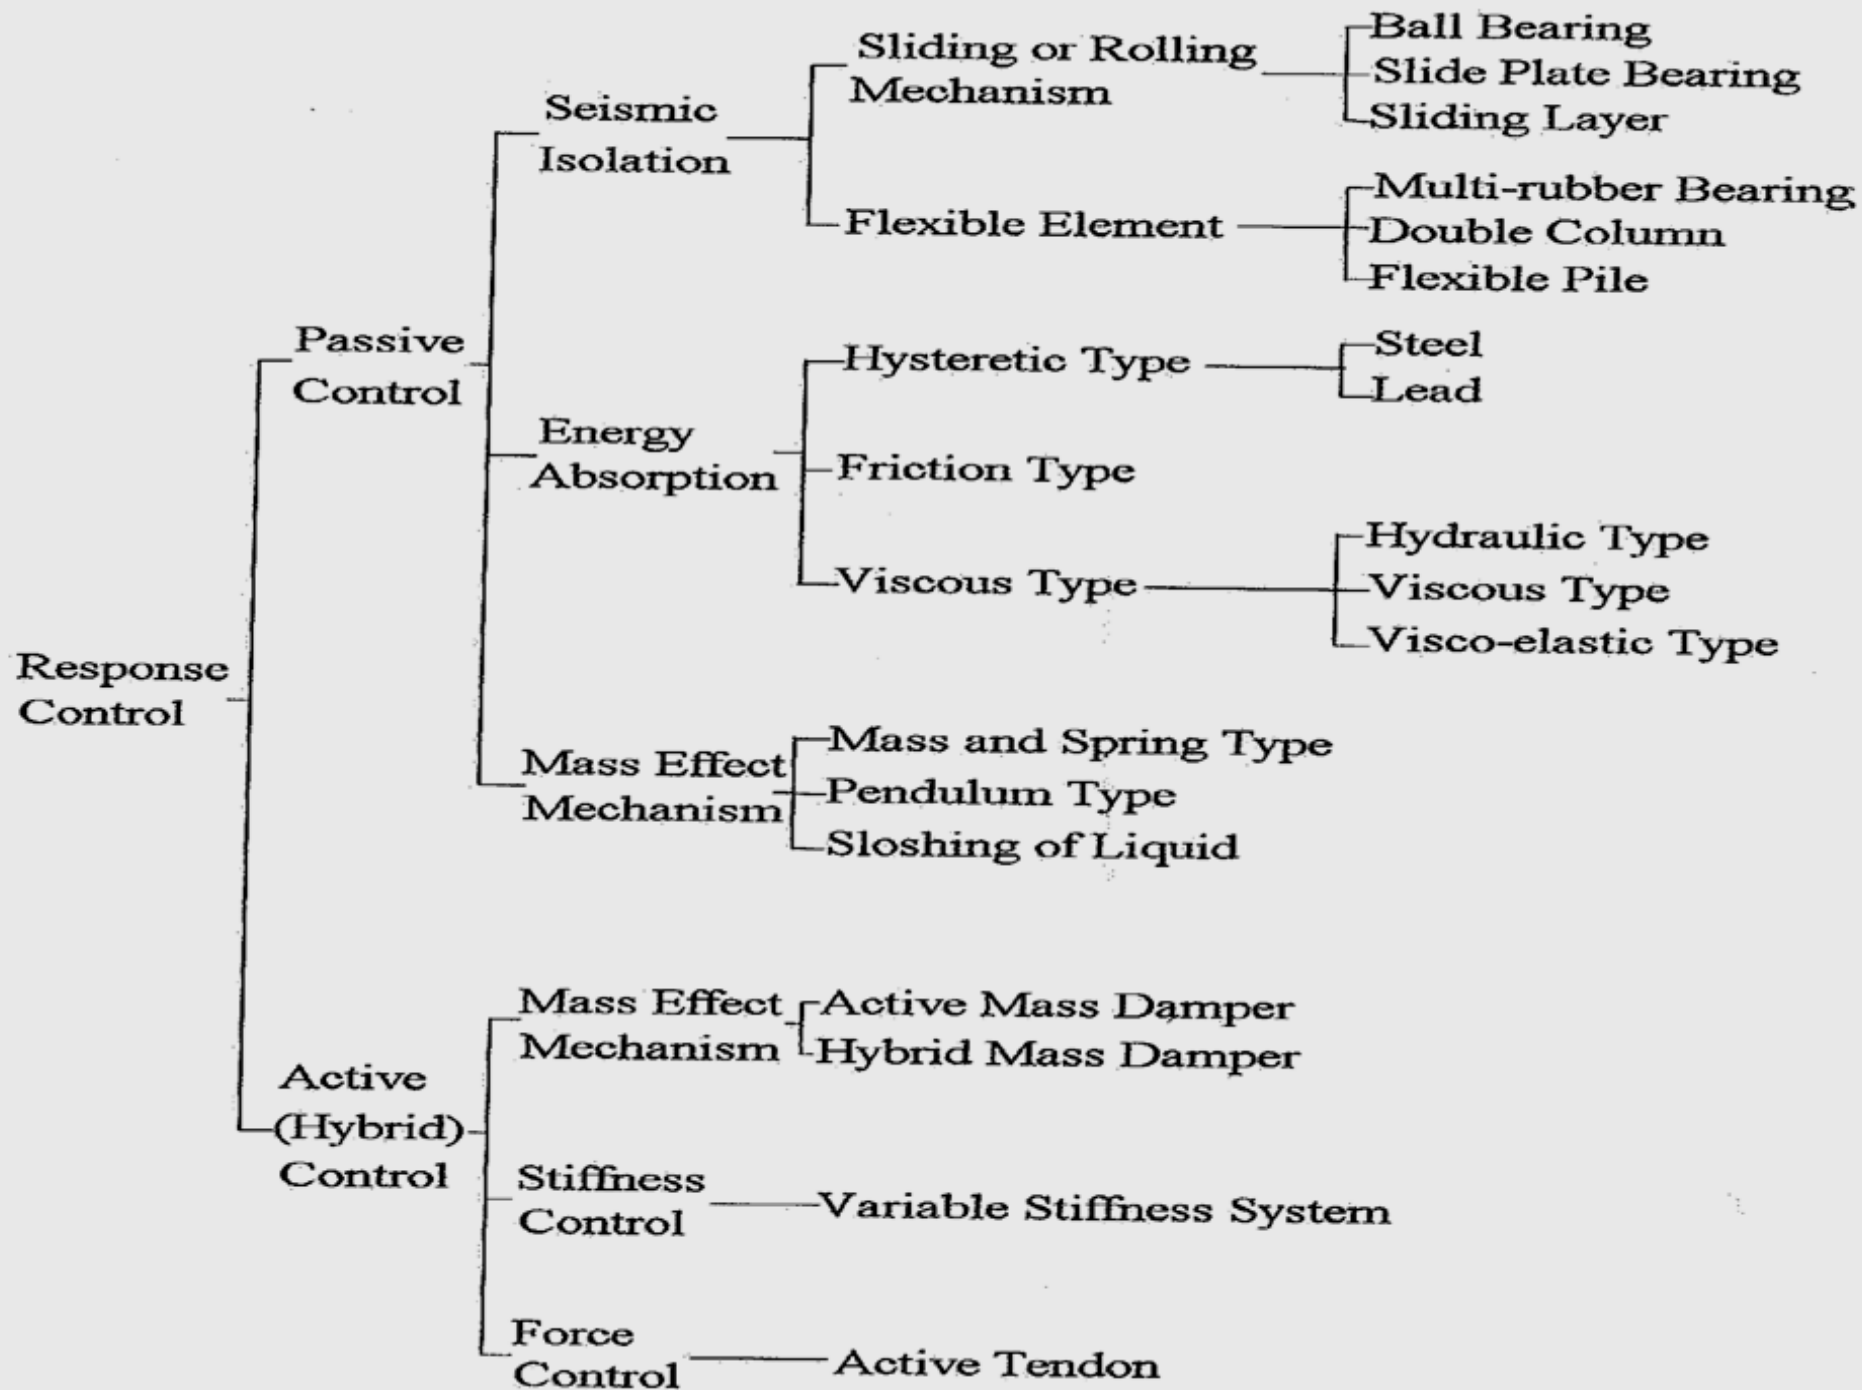 Response
Control
Passive
Control
Seismic
Isolation
Sliding or Rolling
Mechanism
Ball Bearing
Slide Plate Bearing
Sliding Layer
Flexible Element
Multi-rubber Bearing
Double Column
Flexible Pile
Energy
Absorption
Hysteretic Type
Steel
Lead
Friction Type
Viscous Type
Hydraulic Type
Viscous Type
Visco-elastic Type
Mass Effect
Mechanism
Mass and Spring Type
Pendulum Type
Sloshing of Liquid
Active
(Hybrid)
Control
Mass Effect
Mechanism
Active Mass Damper
Hybrid Mass Damper
Stiffness
Control
Variable Stiffness System
Force
Control
Active Tendon